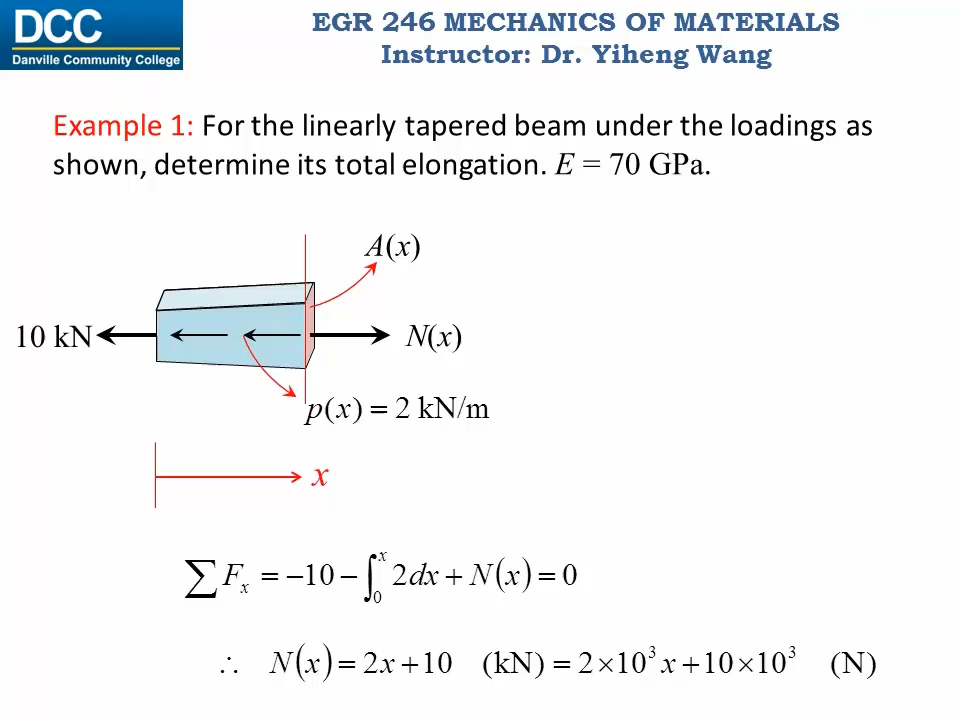 DCC
Danville Community College
EGR 246 MECHANICS OF MATERIALS
Instructor: Dr. Yiheng Wang
Example 1: For the linearly tapered beam under the loadings as
shown, determine its total elongation. E = 70 GPa.
A(x)
10 kN
N(x)
p(x) = 2 kN/m
x
∑ Fₓ = −10 − ∫₀ˣ 2dx + N(x) = 0
∴ N(x) = 2x + 10 (kN) = 2×10³ x + 10×10³ (N)